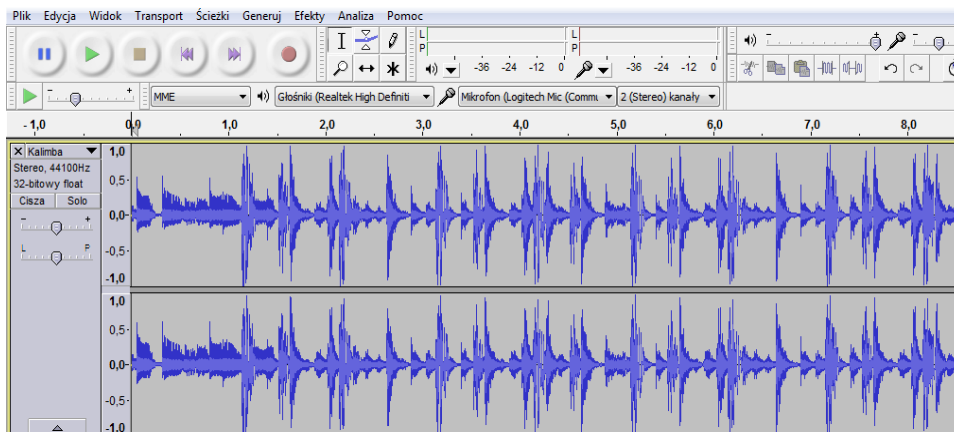 Plik Edycja Widok Transport Ścieżki Generuj Efekty Analiza Pomoc
L
P
L
P
-36 -24 -12 0
-36 -24 -12 0
MME
Głośniki (Realtek High Definiti
Mikrofon (Logitech Mic (Commu
2 (Stereo) kanały
- 1,0 0,0 1,0 2,0 3,0 4,0 5,0 6,0 7,0 8,0
Kalimba
Stereo, 44100Hz
32-bitowy float
Cisza Solo
- +
L P
1,0
0,5-
0,0-
-0,5-
-1,0
1,0
0,5-
0,0-
-0,5-
-1,0